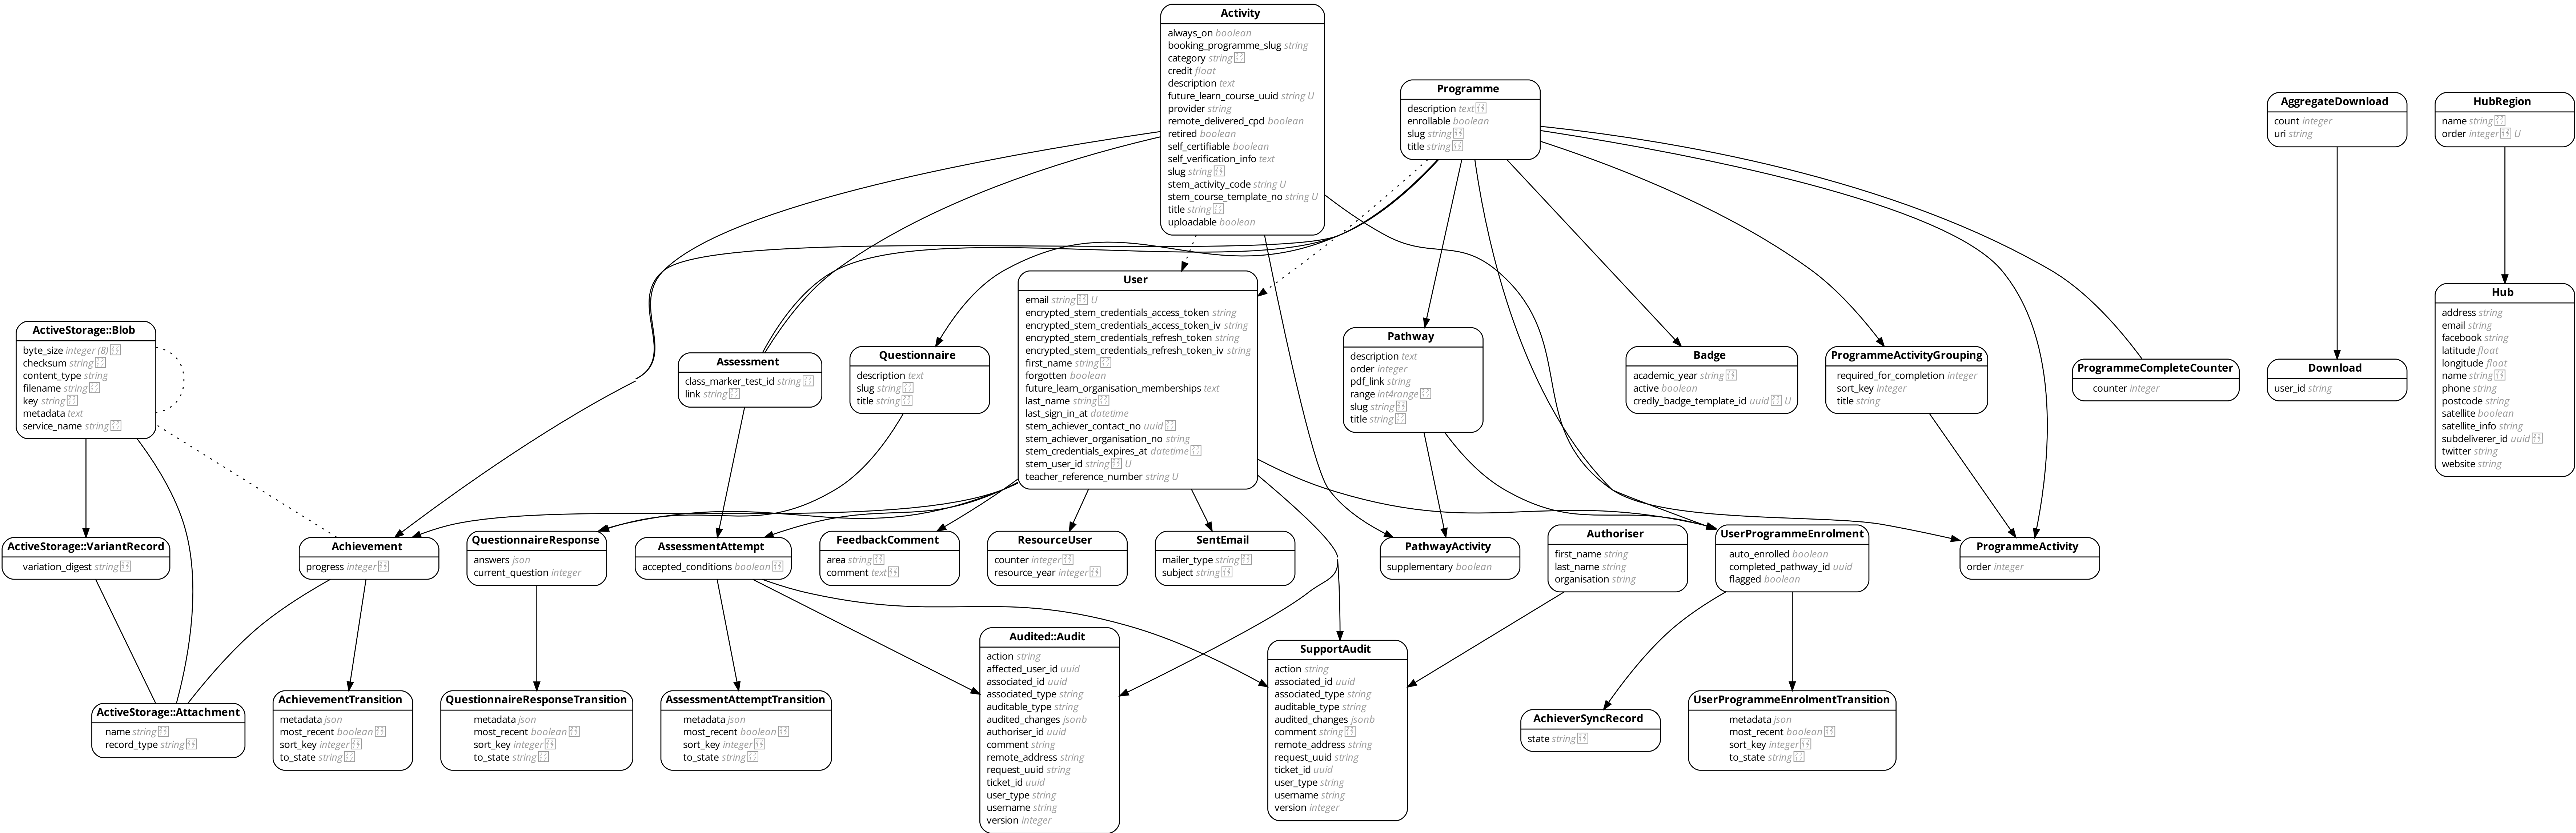 Activity
always_on boolean
booking_programme_slug string
category string
credit float
description text
future_learn_course_uuid string U
provider string
remote_delivered_cpd boolean
retired boolean
self_certifiable boolean
self_verification_info text
slug string
stem_activity_code string U
stem_course_template_no string U
title string
uploadable boolean
Programme
description text
enrollable boolean
slug string
title string
AggregateDownload
count integer
uri string
HubRegion
name string
order integer U
User
email string U
encrypted_stem_credentials_access_token string
encrypted_stem_credentials_access_token_iv string
encrypted_stem_credentials_refresh_token string
encrypted_stem_credentials_refresh_token_iv string
first_name string
forgotten boolean
future_learn_organisation_memberships text
last_name string
last_sign_in_at datetime
stem_achiever_contact_no uuid
stem_achiever_organisation_no string
stem_credentials_expires_at datetime
stem_user_id string U
teacher_reference_number string U
Hub
address string
email string
facebook string
latitude float
longitude float
name string
phone string
postcode string
satellite boolean
satellite_info string
subdeliverer_id uuid
twitter string
website string
ActiveStorage::Blob
byte_size integer (8)
checksum string
content_type string
filename string
key string
metadata text
service_name string
Assessment
class_marker_test_id string
link string
Questionnaire
description text
slug string
title string
Pathway
description text
order integer
pdf_link string
range int4range
slug string
title string
Badge
academic_year string
active boolean
credly_badge_template_id uuid U
ProgrammeActivityGrouping
required_for_completion integer
sort_key integer
title string
ProgrammeCompleteCounter
counter integer
Download
user_id string
ActiveStorage::VariantRecord
variation_digest string
Achievement
progress integer
QuestionnaireResponse
answers json
current_question integer
AssessmentAttempt
accepted_conditions boolean
FeedbackComment
area string
comment text
ResourceUser
counter integer
resource_year integer
SentEmail
mailer_type string
subject string
PathwayActivity
supplementary boolean
Authoriser
first_name string
last_name string
organisation string
UserProgrammeEnrolment
auto_enrolled boolean
completed_pathway_id uuid
flagged boolean
ProgrammeActivity
order integer
ActiveStorage::Attachment
name string
record_type string
AchievementTransition
metadata json
most_recent boolean
sort_key integer
to_state string
QuestionnaireResponseTransition
metadata json
most_recent boolean
sort_key integer
to_state string
AssessmentAttemptTransition
metadata json
most_recent boolean
sort_key integer
to_state string
Audited::Audit
action string
affected_user_id uuid
associated_id uuid
associated_type string
auditable_type string
audited_changes jsonb
authoriser_id uuid
comment string
remote_address string
request_uuid string
ticket_id uuid
user_type string
username string
version integer
SupportAudit
action string
associated_id uuid
associated_type string
auditable_type string
audited_changes jsonb
comment string
remote_address string
request_uuid string
ticket_id uuid
user_type string
username string
version integer
AchieverSyncRecord
state string
UserProgrammeEnrolmentTransition
metadata json
most_recent boolean
sort_key integer
to_state string